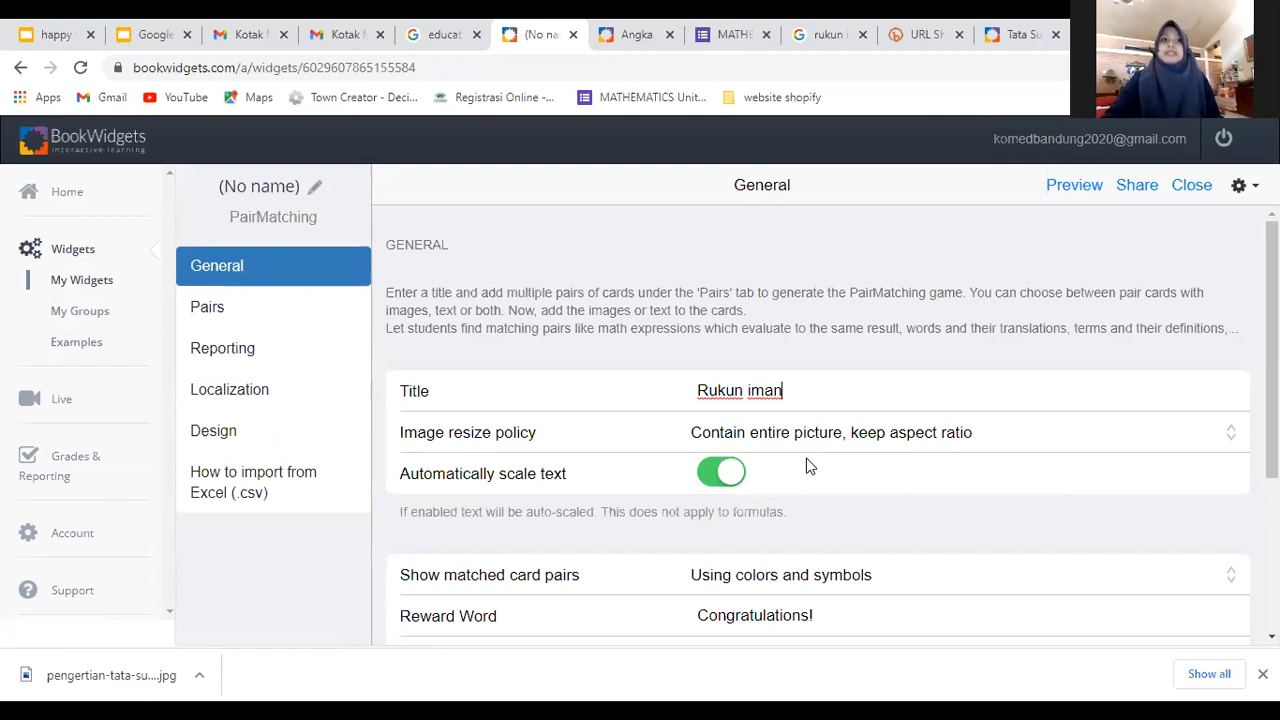 happy
Google
Kotak M
Kotak M
educat
(No na
Angka
MATHE
rukun i
URL Sh
Tata Su
bookwidgets.com/a/widgets/6029607865155584
Apps
Gmail
YouTube
Maps
Town Creator - Deci...
Registrasi Online -...
MATHEMATICS Unit...
website shopify
BookWidgets
interactive learning
komedbandung2020@gmail.com
Home
Widgets
My Widgets
My Groups
Examples
Live
Grades &
Reporting
Account
Support
(No name)
PairMatching
General
Pairs
Reporting
Localization
Design
How to import from
Excel (.csv)
General
Preview
Share
Close
GENERAL
Enter a title and add multiple pairs of cards under the 'Pairs' tab to generate the PairMatching game. You can choose between pair cards with
images, text or both. Now, add the images or text to the cards.
Let students find matching pairs like math expressions which evaluate to the same result, words and their translations, terms and their definitions,...
Title Rukun iman
Image resize policy Contain entire picture, keep aspect ratio
Automatically scale text
If enabled text will be auto-scaled. This does not apply to formulas.
Show matched card pairs Using colors and symbols
Reward Word Congratulations!
pengertian-tata-su....jpg
Show all